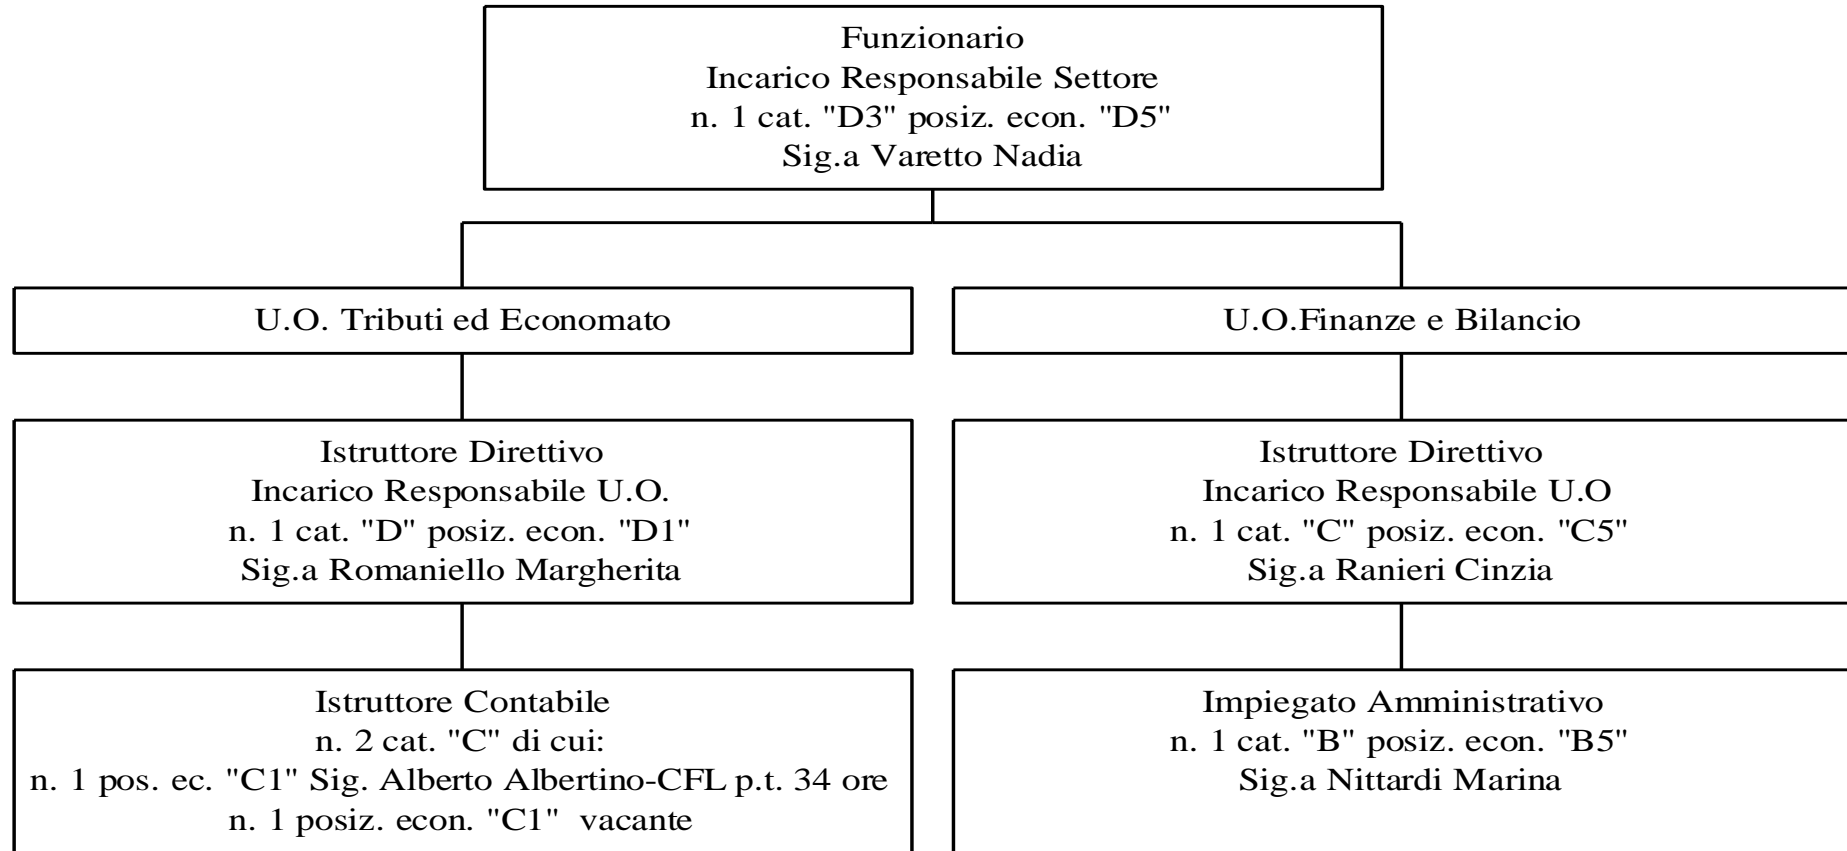 Funzionario
Incarico Responsabile Settore
n. 1 cat. "D3" posiz. econ. "D5"
Sig.a Varetto Nadia
U.O. Tributi ed Economato
U.O.Finanze e Bilancio
Istruttore Direttivo
Incarico Responsabile U.O.
n. 1 cat. "D" posiz. econ. "D1"
Sig.a Romaniello Margherita
Istruttore Direttivo
Incarico Responsabile U.O
n. 1 cat. "C" posiz. econ. "C5"
Sig.a Ranieri Cinzia
Istruttore Contabile
n. 2 cat. "C" di cui:
n. 1 pos. ec. "C1" Sig. Alberto Albertino-CFL p.t. 34 ore
n. 1 posiz. econ. "C1" vacante
Impiegato Amministrativo
n. 1 cat. "B" posiz. econ. "B5"
Sig.a Nittardi Marina